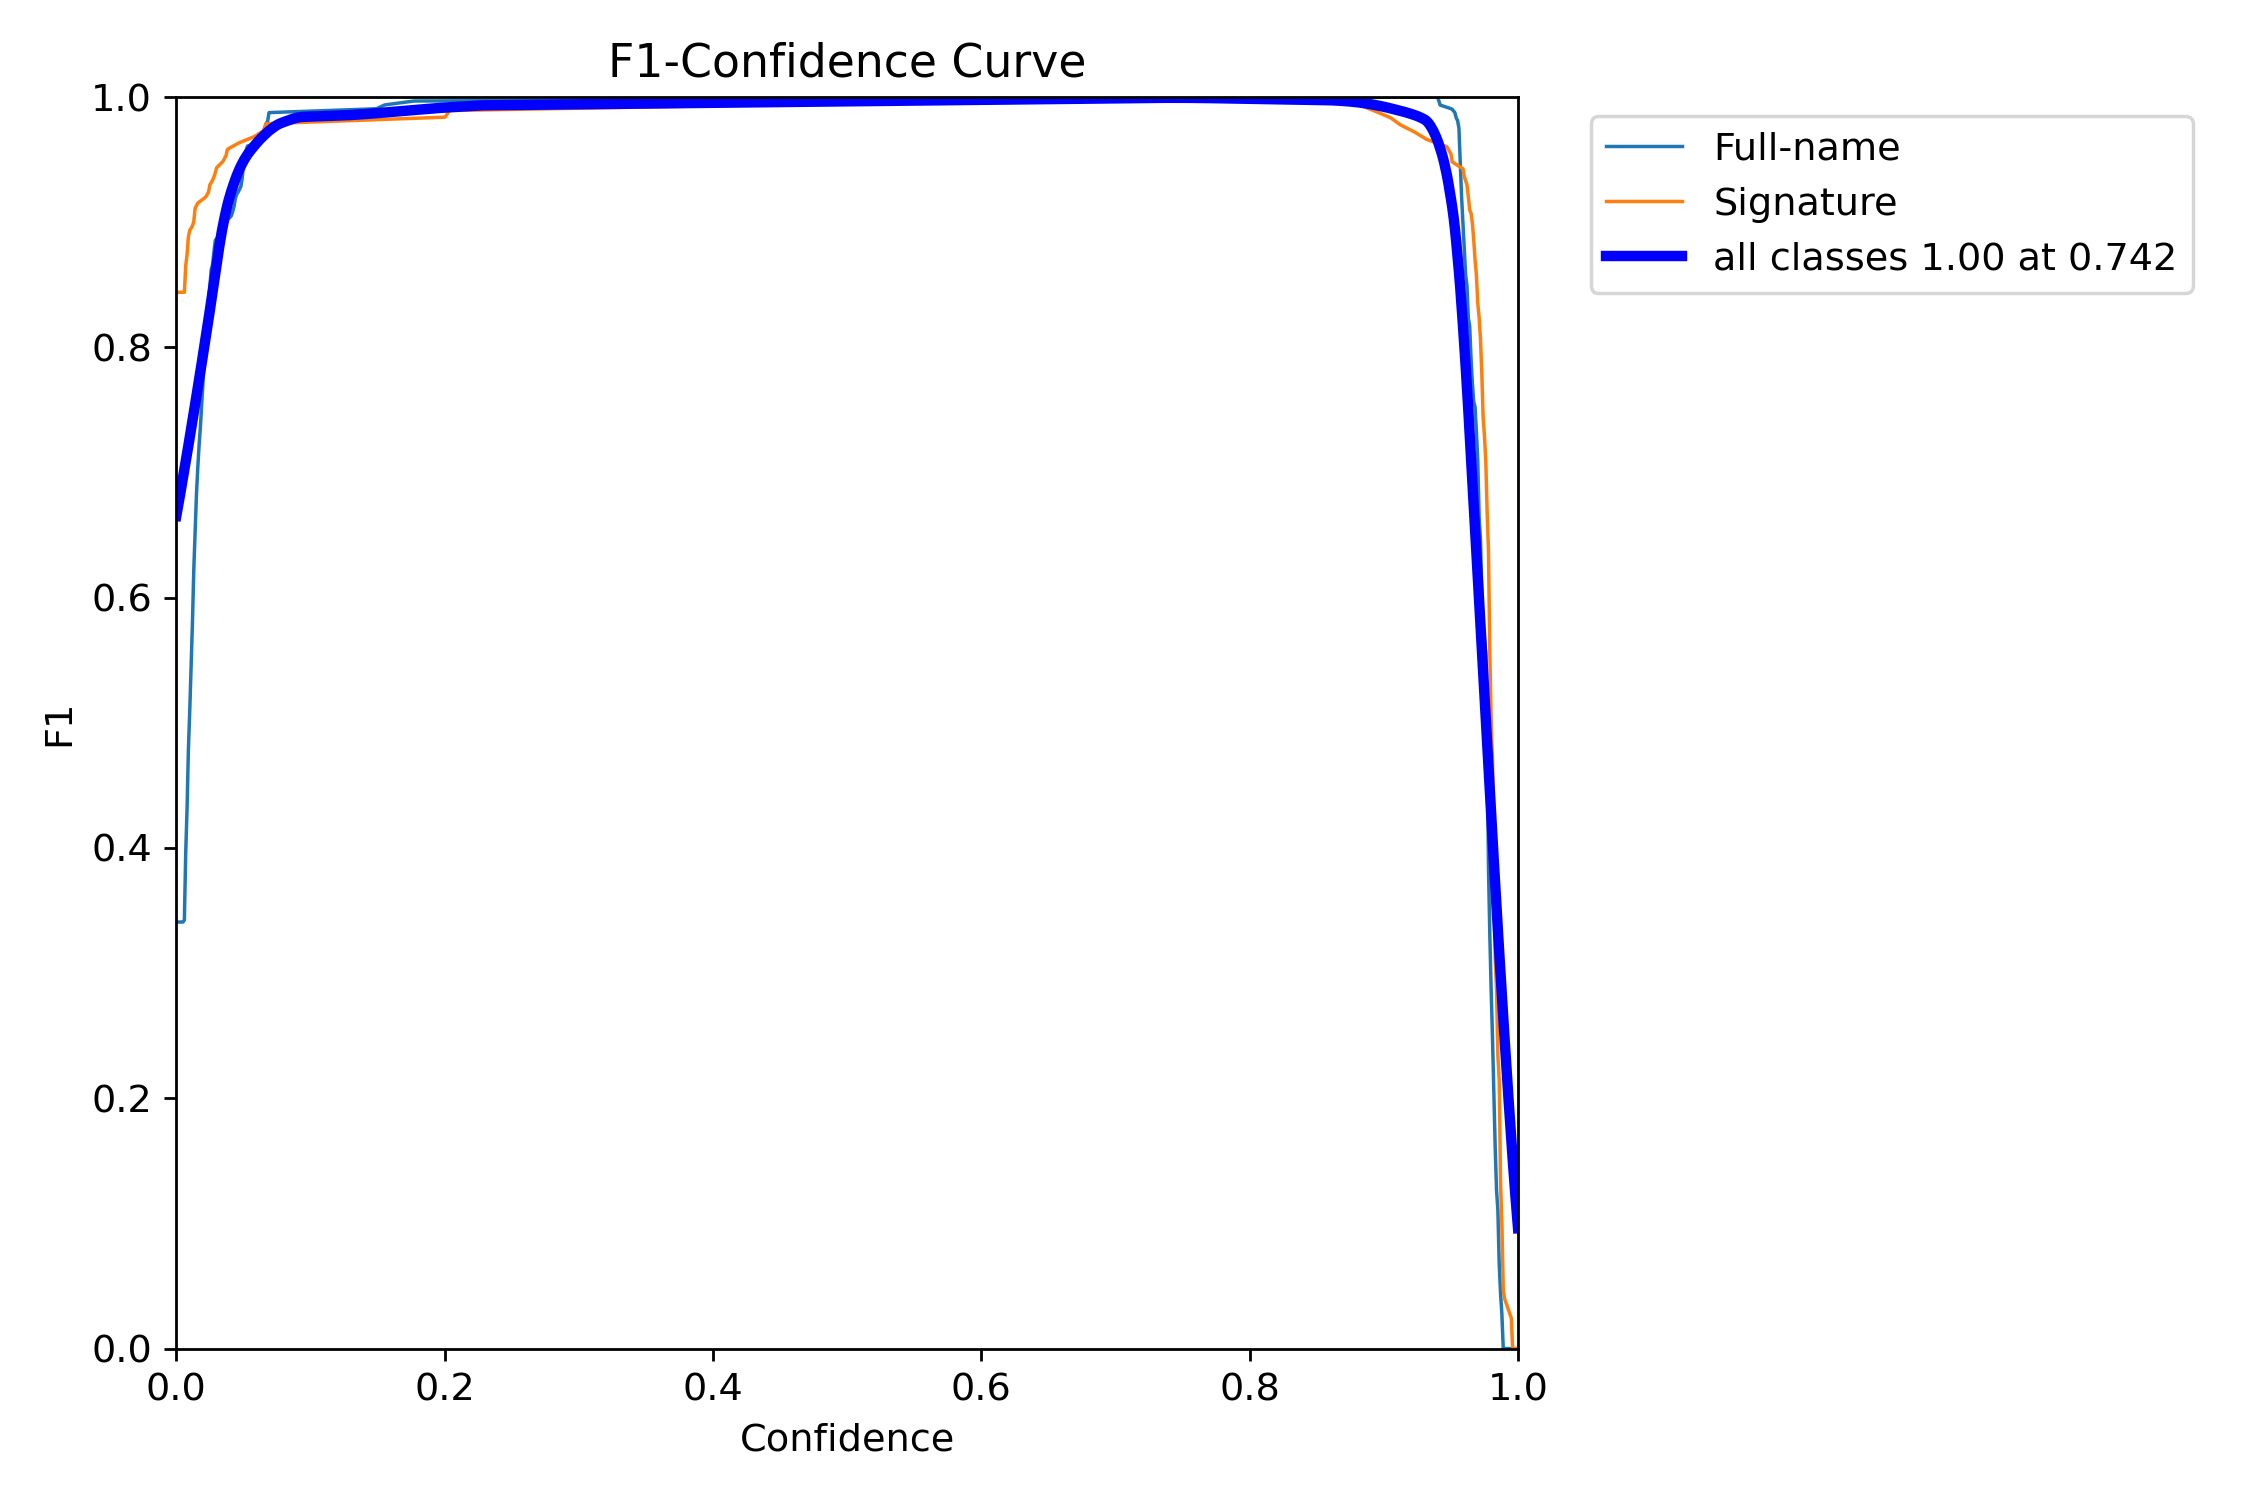 F1-Confidence Curve
1.0
0.8
0.6
0.4
0.2
0.0
F1
0.0 0.2 0.4 0.6 0.8 1.0
Confidence
Full-name
Signature
all classes 1.00 at 0.742